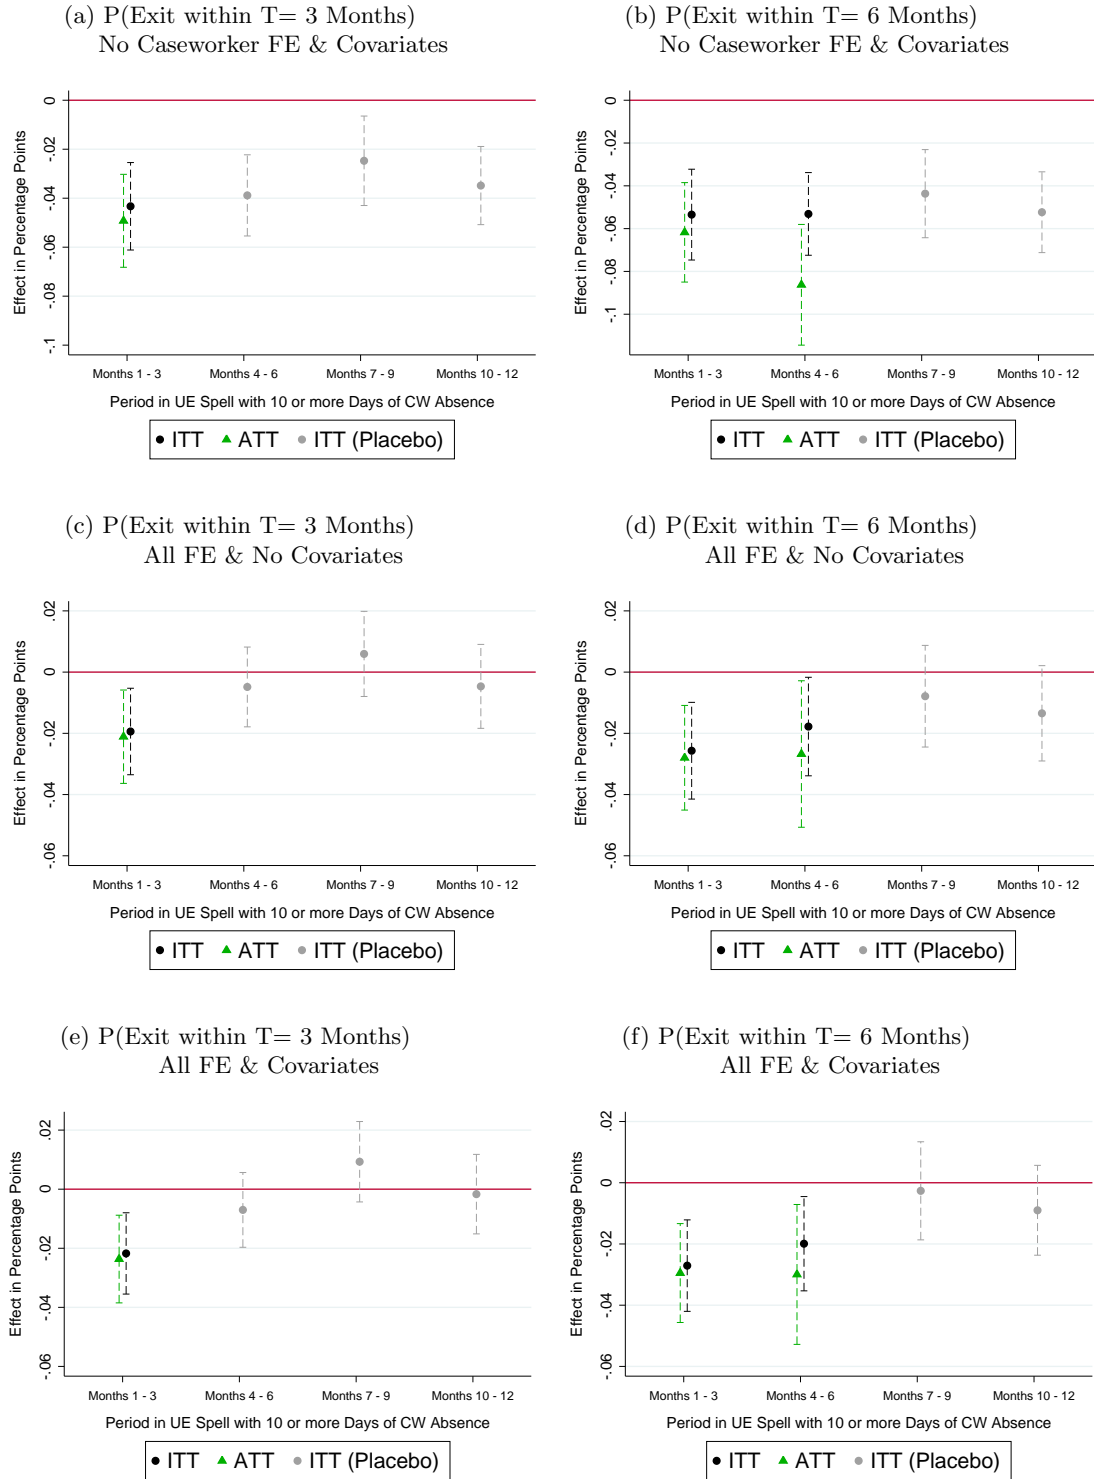 (a) P(Exit within T= 3 Months)
No Caseworker FE & Covariates
Effect in Percentage Points
0
-.02
-.04
-.06
-.08
-.1
Months 1 - 3
Months 4 - 6
Months 7 - 9
Months 10 - 12
Period in UE Spell with 10 or more Days of CW Absence
ITT ATT ITT (Placebo)
(b) P(Exit within T= 6 Months)
No Caseworker FE & Covariates
Effect in Percentage Points
0
-.02
-.04
-.06
-.08
-.1
Months 1 - 3
Months 4 - 6
Months 7 - 9
Months 10 - 12
Period in UE Spell with 10 or more Days of CW Absence
ITT ATT ITT (Placebo)
(c) P(Exit within T= 3 Months)
All FE & No Covariates
Effect in Percentage Points
.02
0
-.02
-.04
-.06
Months 1 - 3
Months 4 - 6
Months 7 - 9
Months 10 - 12
Period in UE Spell with 10 or more Days of CW Absence
ITT ATT ITT (Placebo)
(d) P(Exit within T= 6 Months)
All FE & No Covariates
Effect in Percentage Points
.02
0
-.02
-.04
-.06
Months 1 - 3
Months 4 - 6
Months 7 - 9
Months 10 - 12
Period in UE Spell with 10 or more Days of CW Absence
ITT ATT ITT (Placebo)
(e) P(Exit within T= 3 Months)
All FE & Covariates
Effect in Percentage Points
.02
0
-.02
-.04
-.06
Months 1 - 3
Months 4 - 6
Months 7 - 9
Months 10 - 12
Period in UE Spell with 10 or more Days of CW Absence
ITT ATT ITT (Placebo)
(f) P(Exit within T= 6 Months)
All FE & Covariates
Effect in Percentage Points
.02
0
-.02
-.04
-.06
Months 1 - 3
Months 4 - 6
Months 7 - 9
Months 10 - 12
Period in UE Spell with 10 or more Days of CW Absence
ITT ATT ITT (Placebo)